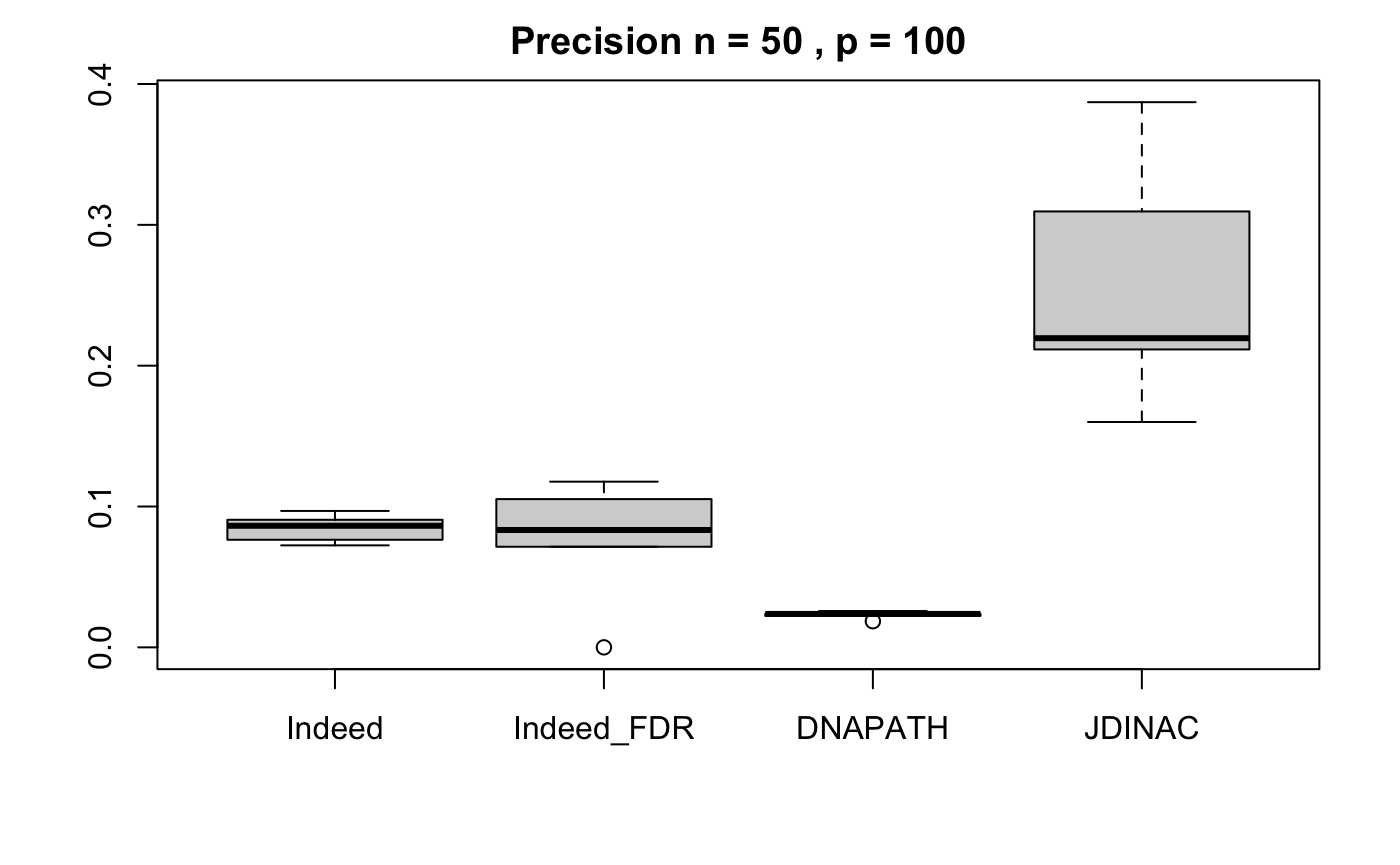 Precision n = 50 , p = 100
0.4
0.3
0.2
0.1
0.0
Indeed Indeed_FDR DNAPATH JDINAC